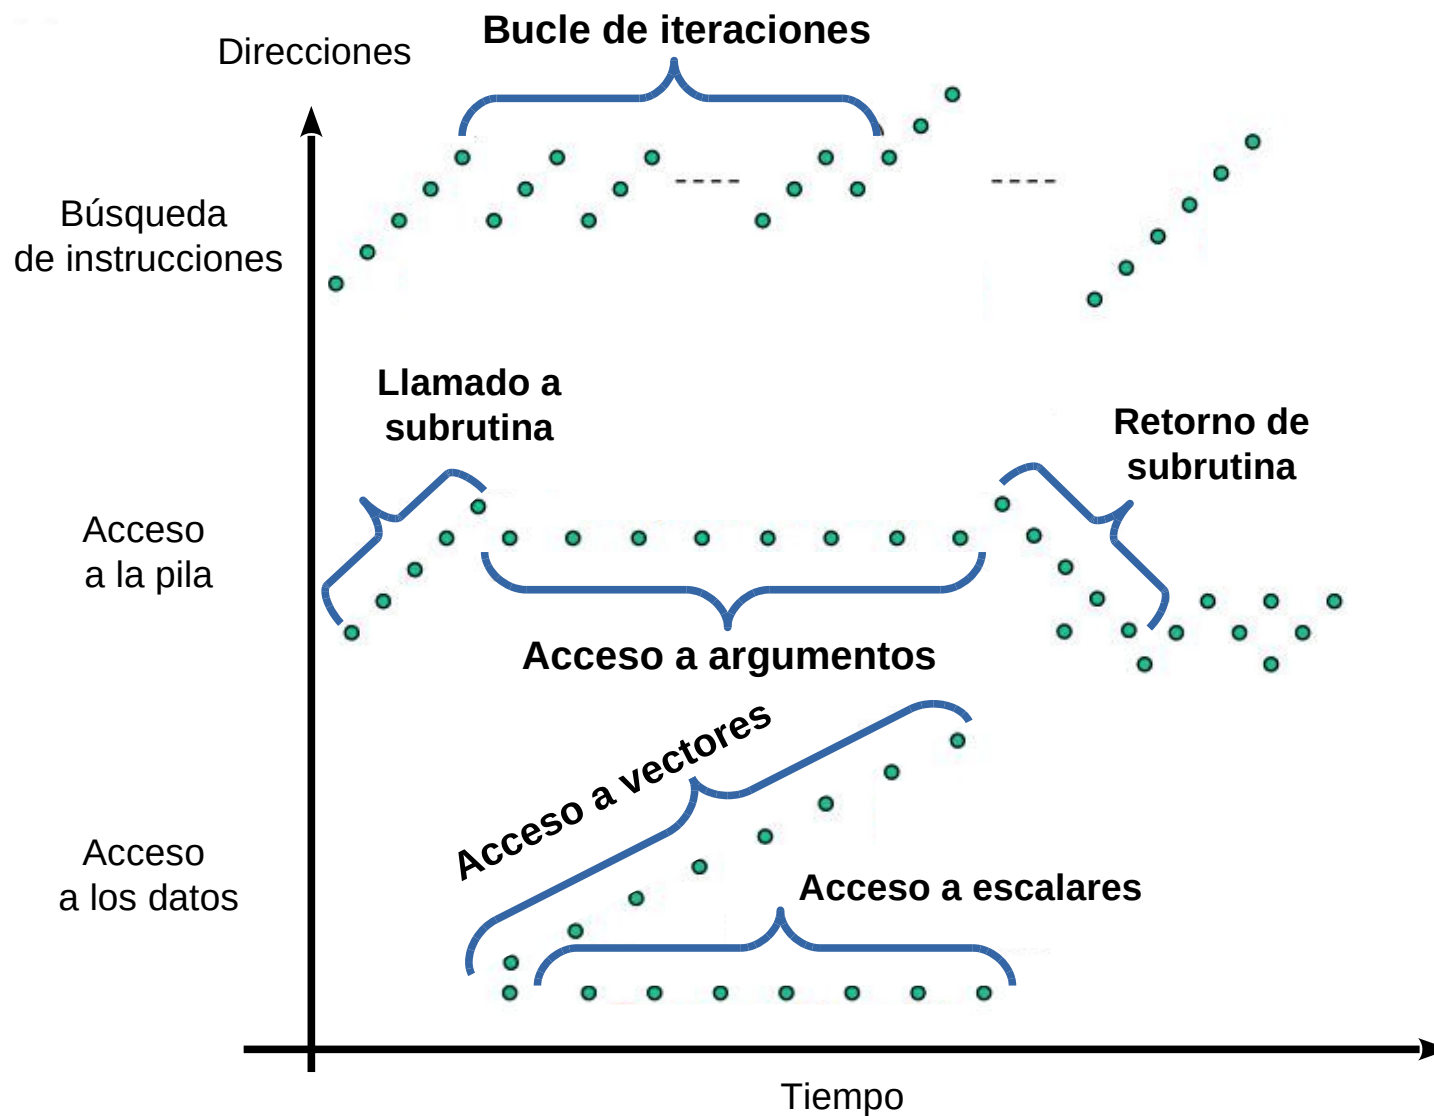 Bucle de iteraciones
Direcciones
Búsqueda
de instrucciones
Llamado a
subrutina
Retorno de
subrutina
Acceso
a la pila
Acceso a argumentos
Acceso a vectores
Acceso
a los datos
Acceso a escalares
Tiempo